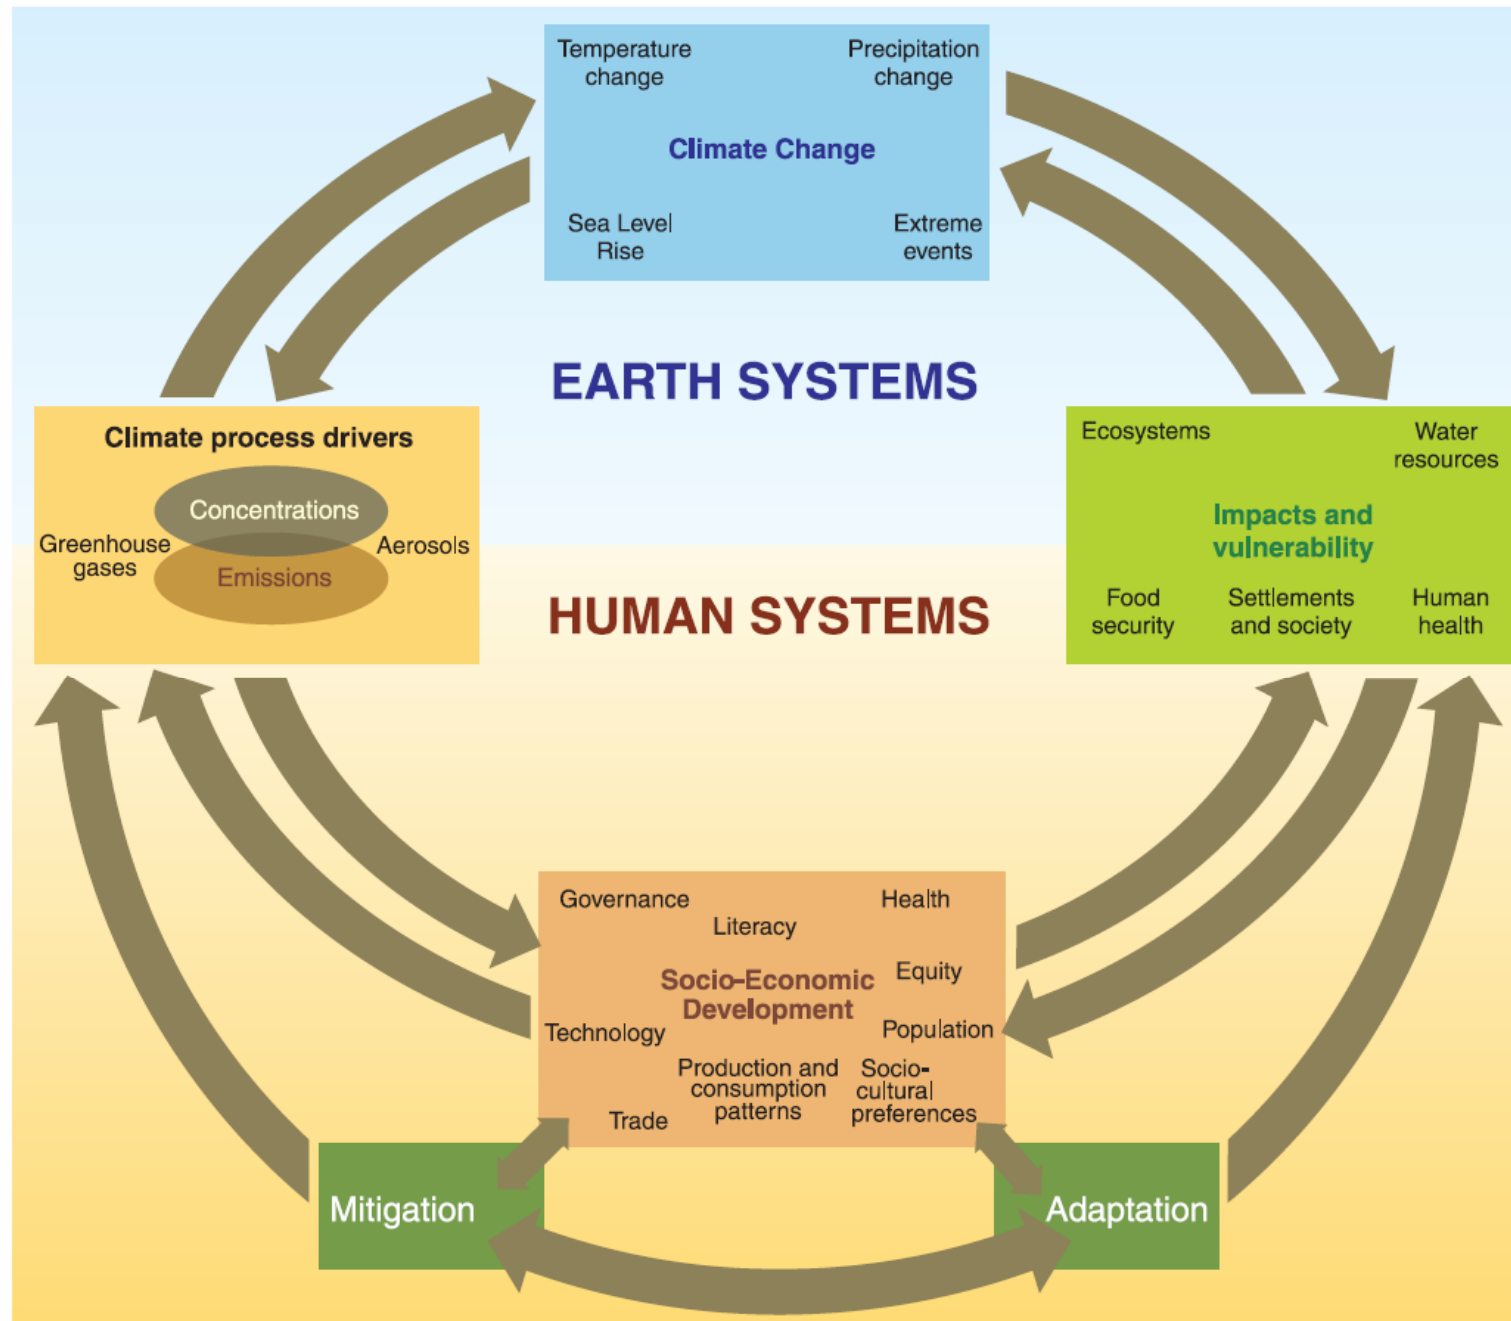 Temperature
change
Precipitation
change
Climate Change
Sea Level
Rise
Extreme
events
EARTH SYSTEMS
Climate process drivers
Concentrations
Greenhouse
gases
Aerosols
Emissions
Ecosystems
Water
resources
Impacts and
vulnerability
Food
security
Settlements
and society
Human
health
HUMAN SYSTEMS
Governance
Literacy
Health
Socio-Economic
Development
Equity
Technology
Population
Production and
consumption
patterns
Socio-
cultural
preferences
Trade
Mitigation
Adaptation